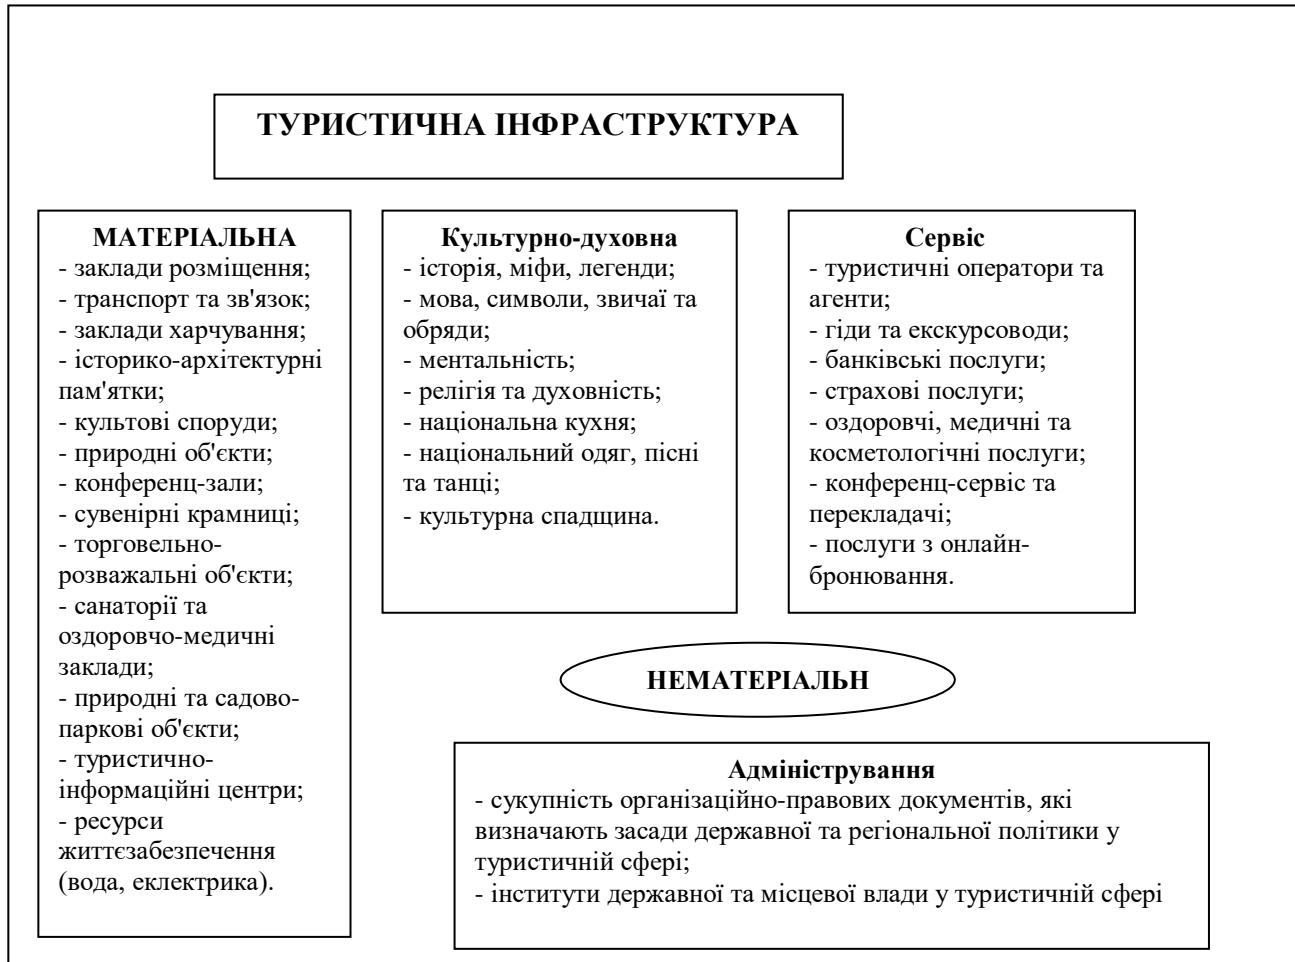 ТУРИСТИЧНА ІНФРАСТРУКТУРА
МАТЕРІАЛЬНА
- заклади розміщення;
- транспорт та зв'язок;
- заклади харчування;
- історико-архітектурні
пам'ятки;
- культові споруди;
- природні об'єкти;
- конференц-зали;
- сувенірні крамниці;
- торговельно-
розважальні об'єкти;
- санаторії та
оздоровчо-медичні
заклади;
- природні та садово-
паркові об'єкти;
- туристично-
інформаційні центри;
- ресурси
життєзабезпечення
(вода, еклектрика).
Культурно-духовна
- історія, міфи, легенди;
- мова, символи, звичаї та
обряди;
- ментальність;
- релігія та духовність;
- національна кухня;
- національний одяг, пісні
та танці;
- культурна спадщина.
Сервіс
- туристичні оператори та
агенти;
- гіди та екскурсоводи;
- банківські послуги;
- страхові послуги;
- оздоровчі, медичні та
косметологічні послуги;
- конференц-сервіс та
перекладачі;
- послуги з онлайн-
бронювання.
НЕМАТЕРІАЛЬН
Адміністрування
- сукупність організаційно-правових документів, які
визначають засади державної та регіональної політики у
туристичній сфері;
- інститути державної та місцевої влади у туристичній сфері